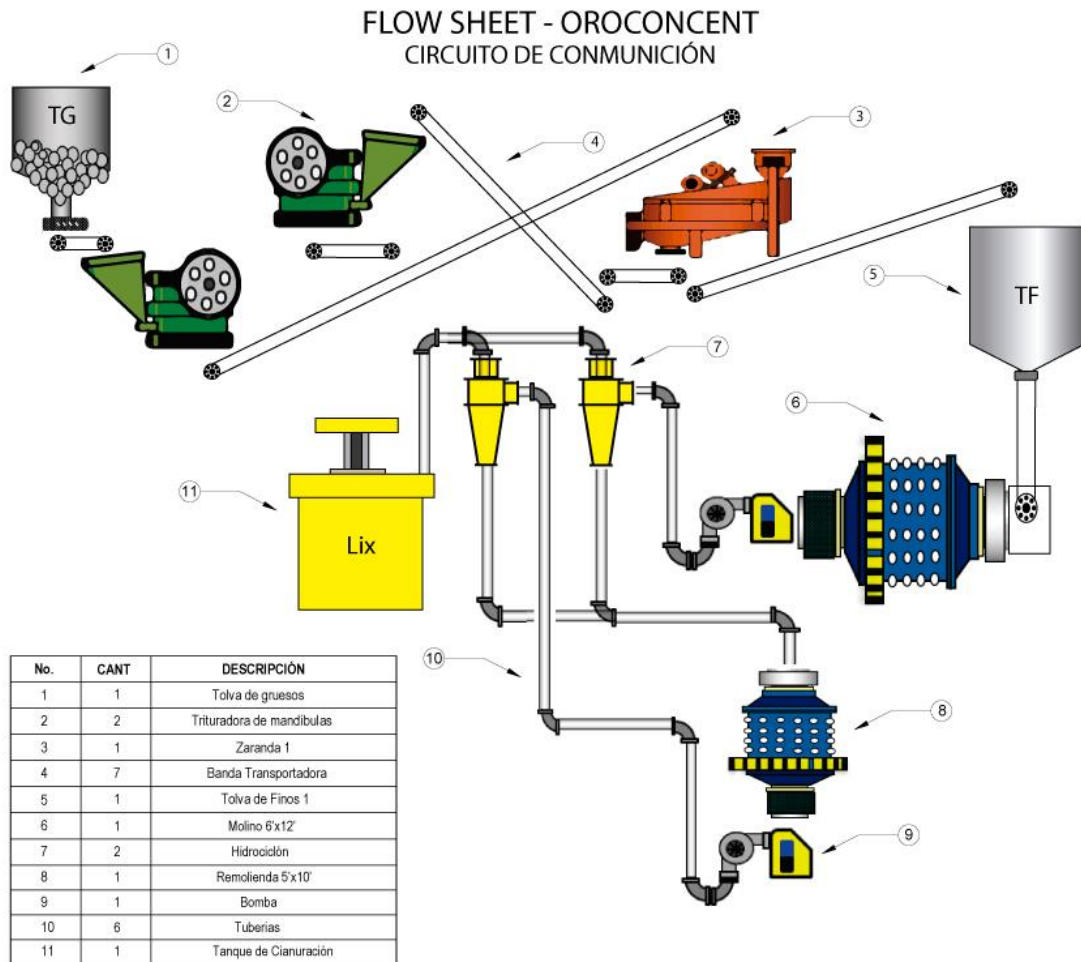 FLOW SHEET - OROCONCENT
CIRCUITO DE CONMUNICIÓN
1
TG
2
4
3
5
TF
7
6
11
Lix
10
8
9
No. CANT DESCRIPCIÓN
1 1 Tolva de gruesos
2 2 Trituradora de mandíbulas
3 1 Zaranda 1
4 7 Banda Transportadora
5 1 Tolva de Finos 1
6 1 Molino 6'x12'
7 2 Hidrociclón
8 1 Remolienda 5'x10'
9 1 Bomba
10 6 Tuberias
11 1 Tanque de Cianuración